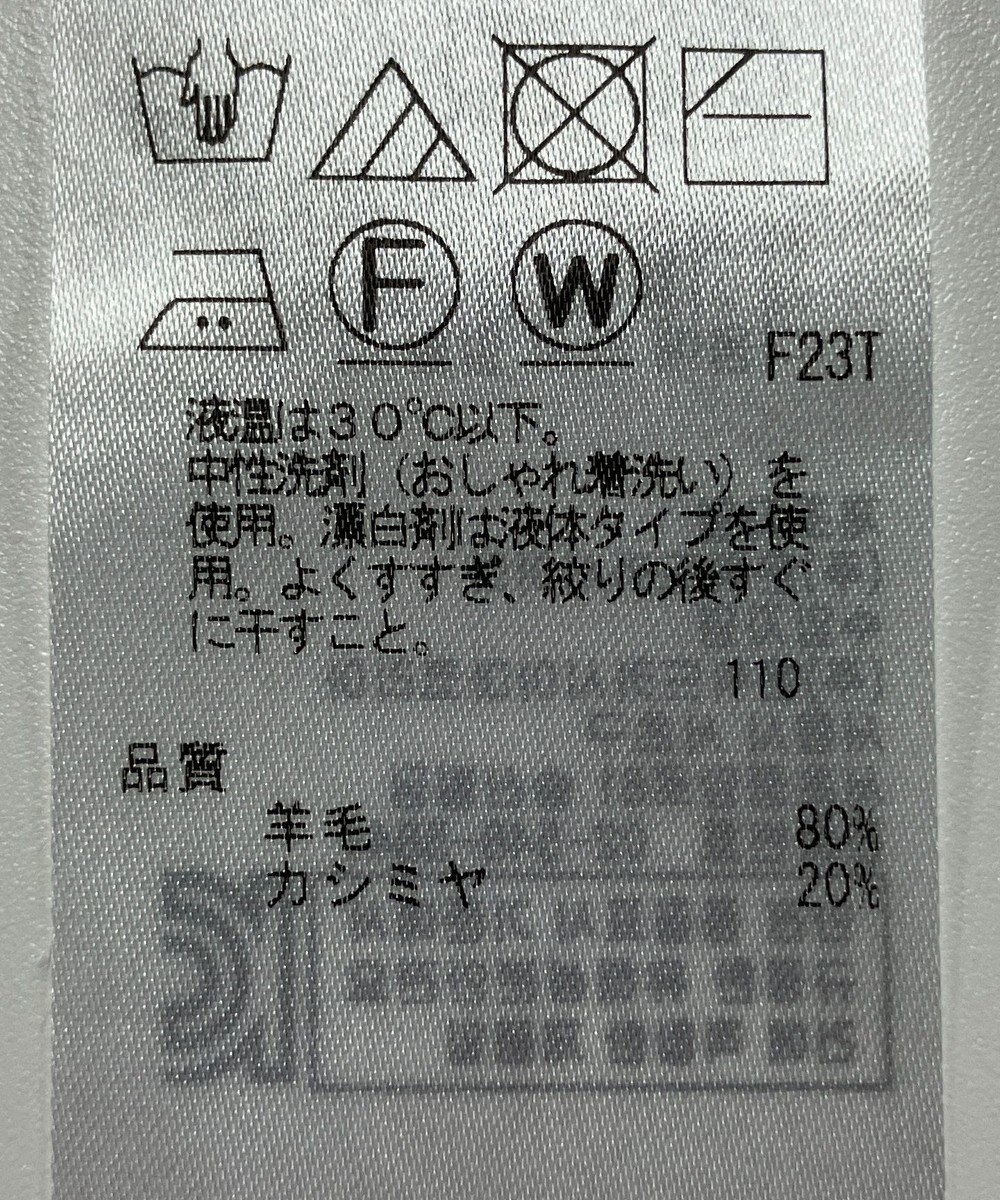 F
W
F23T
液温は30℃以下。
中性洗剤（おしゃれ着洗い）を
使用。漂白剤は液体タイプを使
用。よくすすぎ、絞りの後すぐ
に干すこと。
110
品質
羊毛 80%
カシミヤ 20%